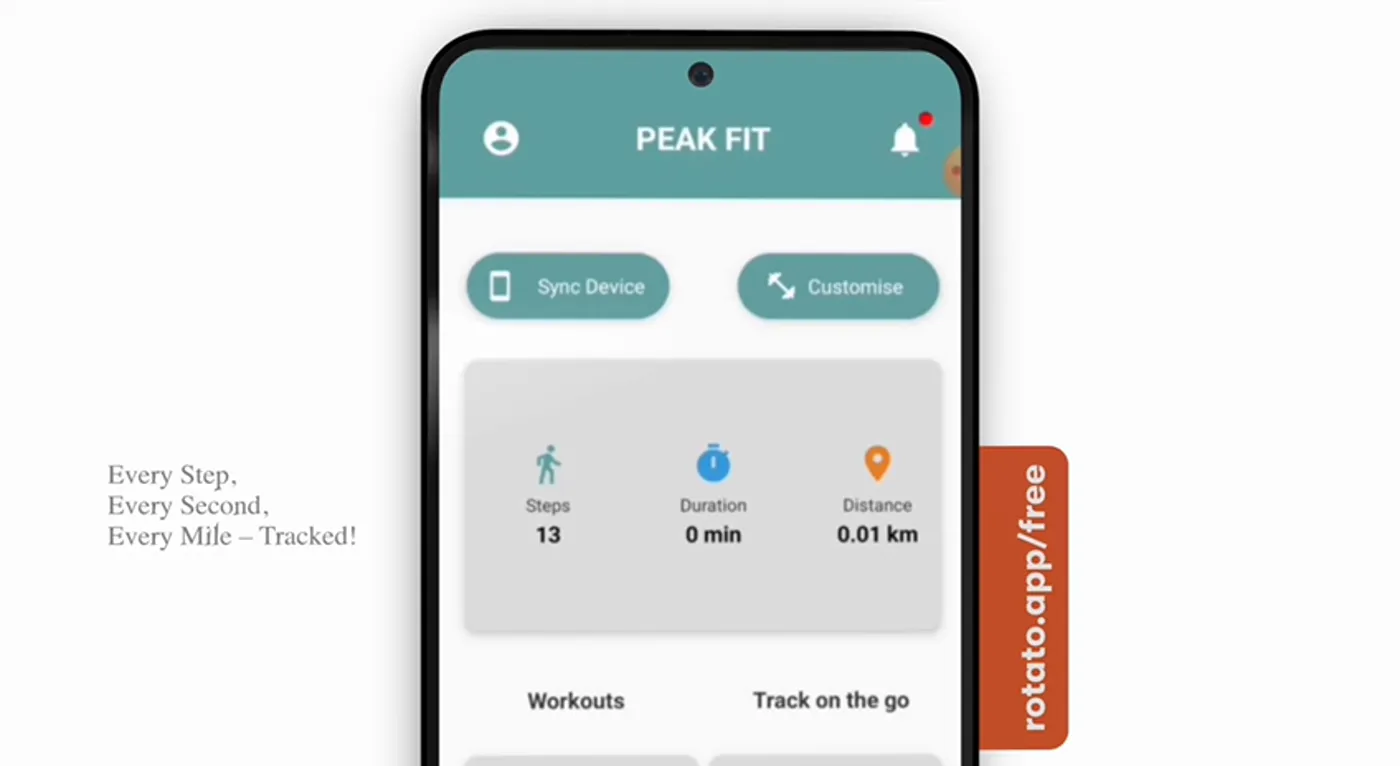 PEAK FIT
Sync Device
Customise
Steps
Duration
Distance
13
0 min
0.01 km
Every Step,
Every Second,
Every Mile – Tracked!
Workouts
Track on the go
rotato.app/free